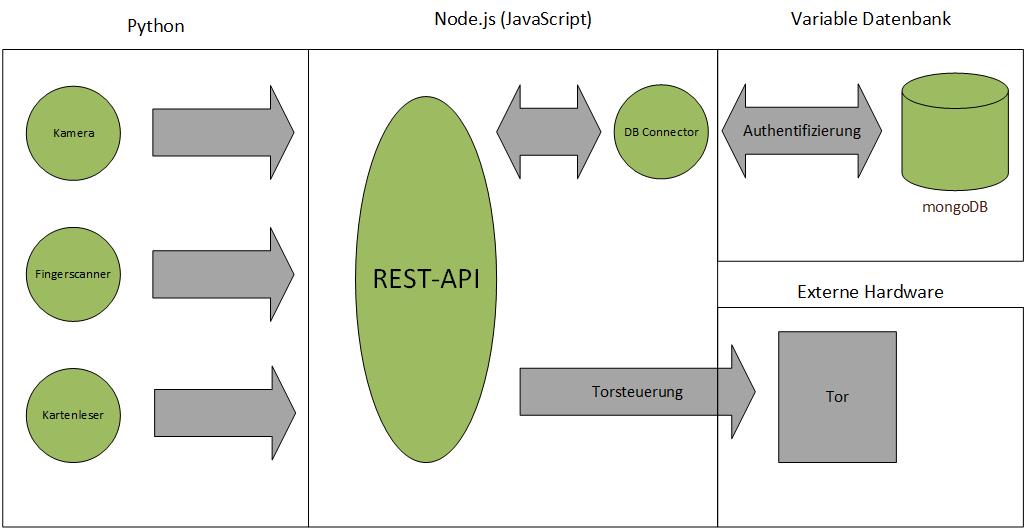 Python
Node.js (JavaScript)
Variable Datenbank
Kamera
DB Connector
Authentifizierung
mongoDB
Fingerscanner
REST-API
Externe Hardware
Kartenleser
Torsteuerung
Tor